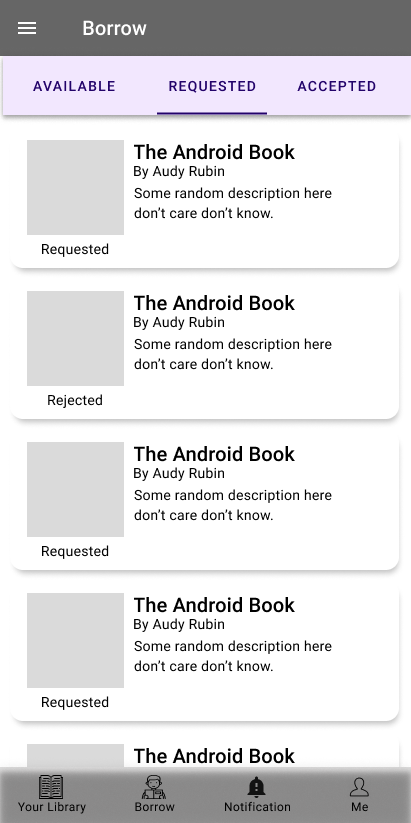 Borrow
AVAILABLE REQUESTED ACCEPTED
The Android Book
By Audy Rubin
Some random description here
don't care don't know.
Requested
The Android Book
By Audy Rubin
Some random description here
don't care don't know.
Rejected
The Android Book
By Audy Rubin
Some random description here
don't care don't know.
Requested
The Android Book
By Audy Rubin
Some random description here
don't care don't know.
Requested
The Android Book
Your Library Borrow Notification Me